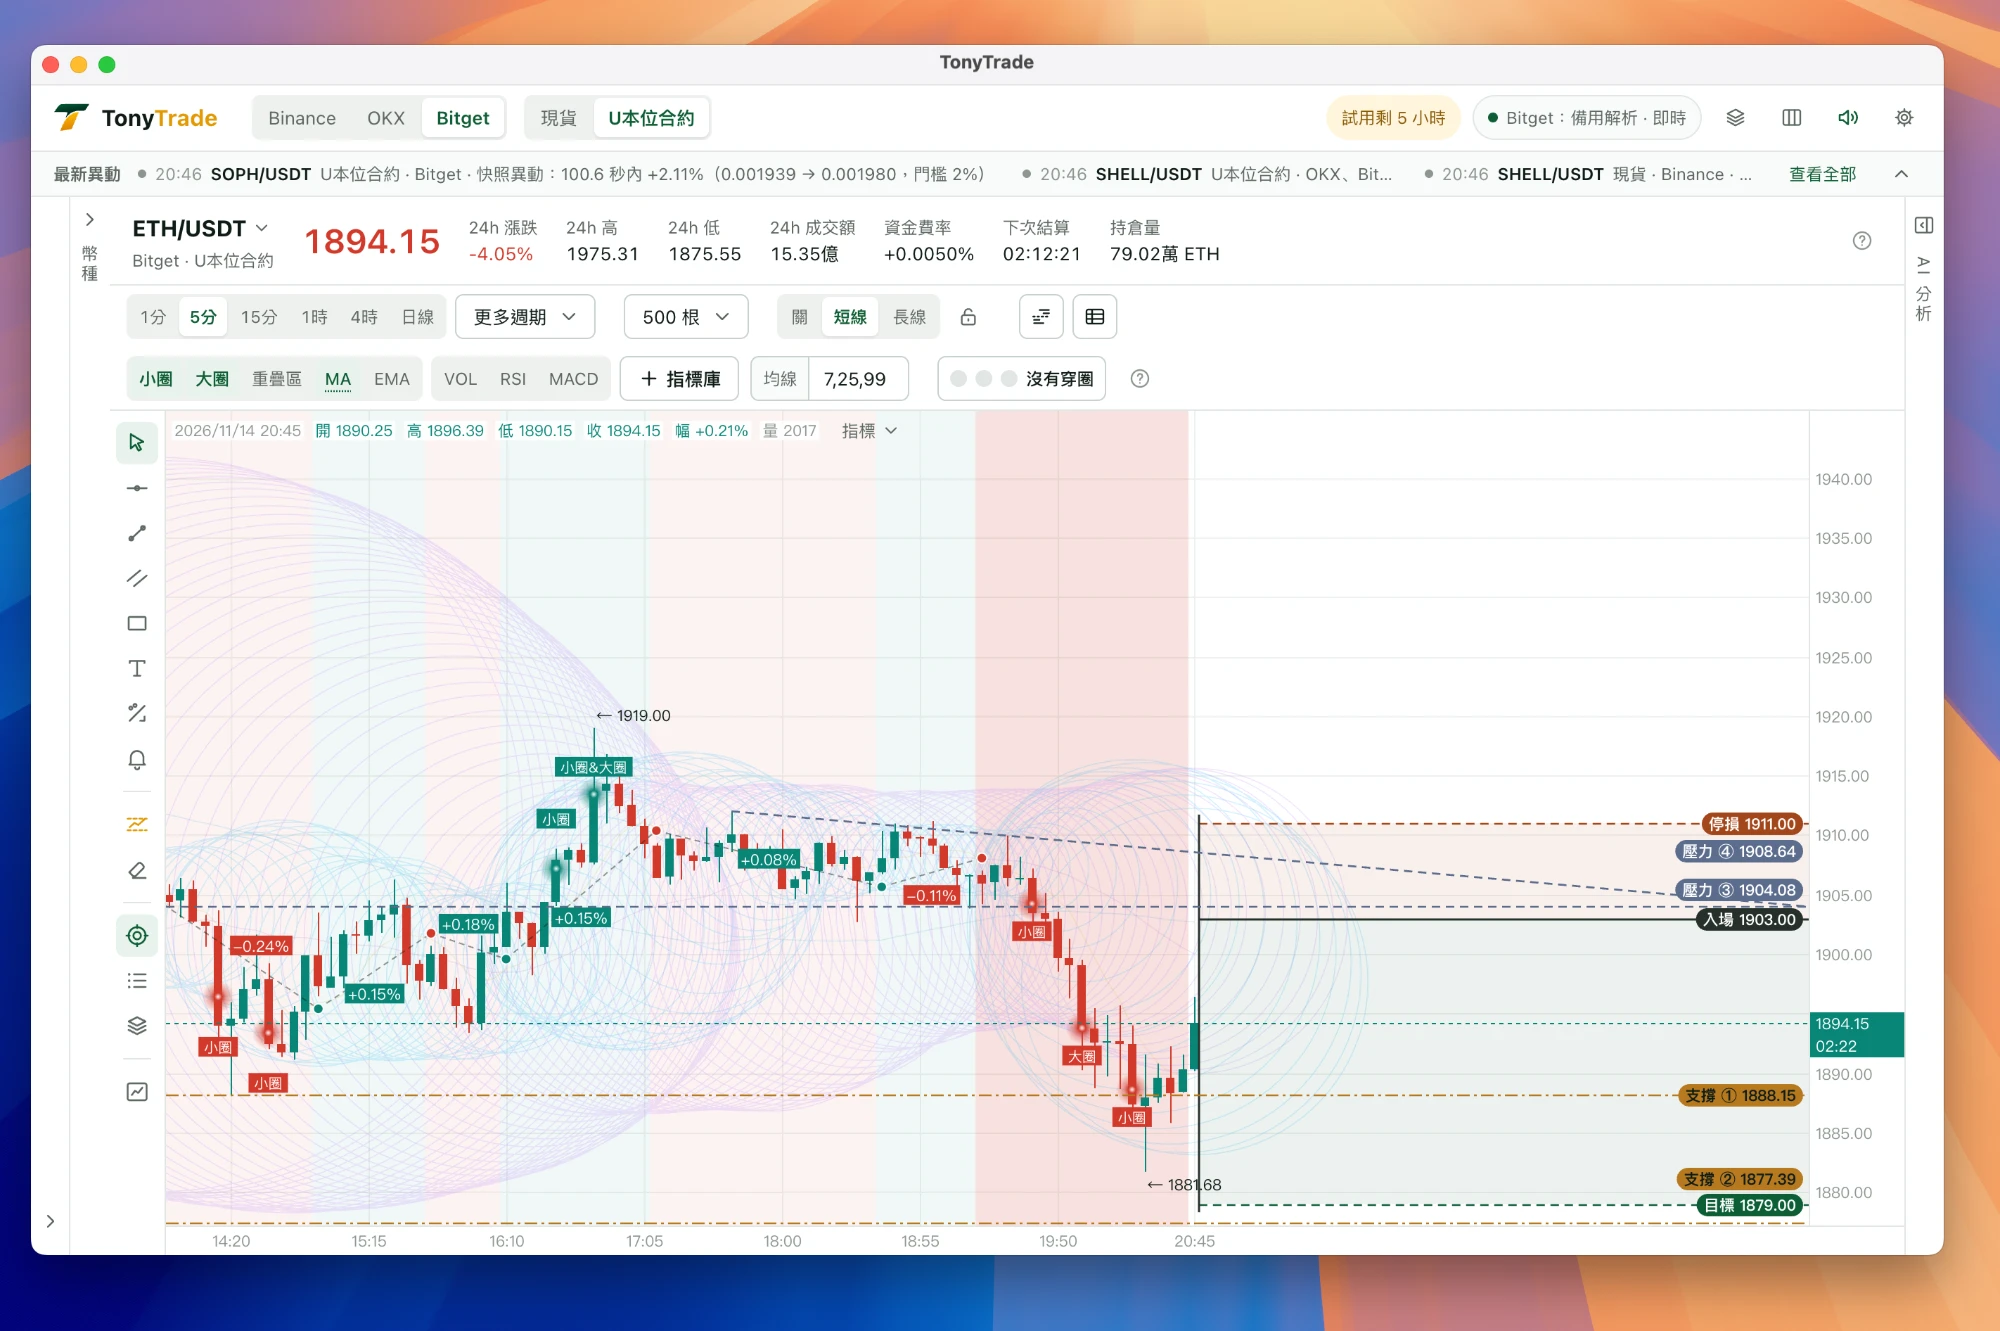 TonyTrade
TonyTrade
Binance OKX Bitget 現貨 U本位合約
試用剩 5 小時 Bitget：備用解析 · 即時
最新異動 20:46 SOPH/USDT U本位合約 · Bitget · 快照異動：100.6 秒內 +2.11%（0.001939 → 0.001980，門檻 2%） 20:46 SHELL/USDT U本位合約 · OKX、Bit... 20:46 SHELL/USDT 現貨 · Binance · ... 查看全部
幣種
ETH/USDT
Bitget · U本位合約
1894.15
24h 漲跌 24h 高 24h 低 24h 成交額 資金費率 下次結算 持倉量
-4.05% 1975.31 1875.55 15.35億 +0.0050% 02:12:21 79.02萬 ETH
AI 分析
1分 5分 15分 1時 4時 日線 更多週期 500 根 關 短線 長線
小圈 大圈 重疊區 MA EMA VOL RSI MACD 指標庫 均線 7,25,99 沒有穿圈
2026/11/14 20:45 開 1890.25 高 1896.39 低 1890.15 收 1894.15 幅 +0.21% 量 2017 指標
1940.00
1935.00
1930.00
1925.00
1920.00
1915.00
1910.00
1905.00
1900.00
1894.15
02:22
1890.00
1885.00
1880.00
← 1919.00
小圈&大圈
小圈
+0.08%
−0.11%
+0.15%
+0.18%
−0.24%
+0.15%
小圈
小圈
小圈
大圈
小圈
← 1881.68
停損 1911.00
壓力 ④ 1908.64
壓力 ③ 1904.08
入場 1903.00
支撐 ① 1888.15
支撐 ② 1877.39
目標 1879.00
14:20 15:15 16:10 17:05 18:00 18:55 19:50 20:45